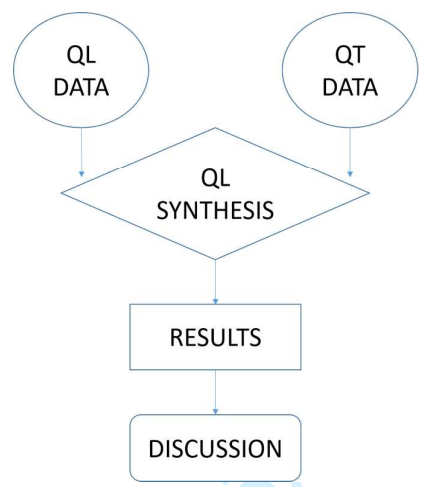 QL
DATA
QT
DATA
QL
SYNTHESIS
RESULTS
DISCUSSION